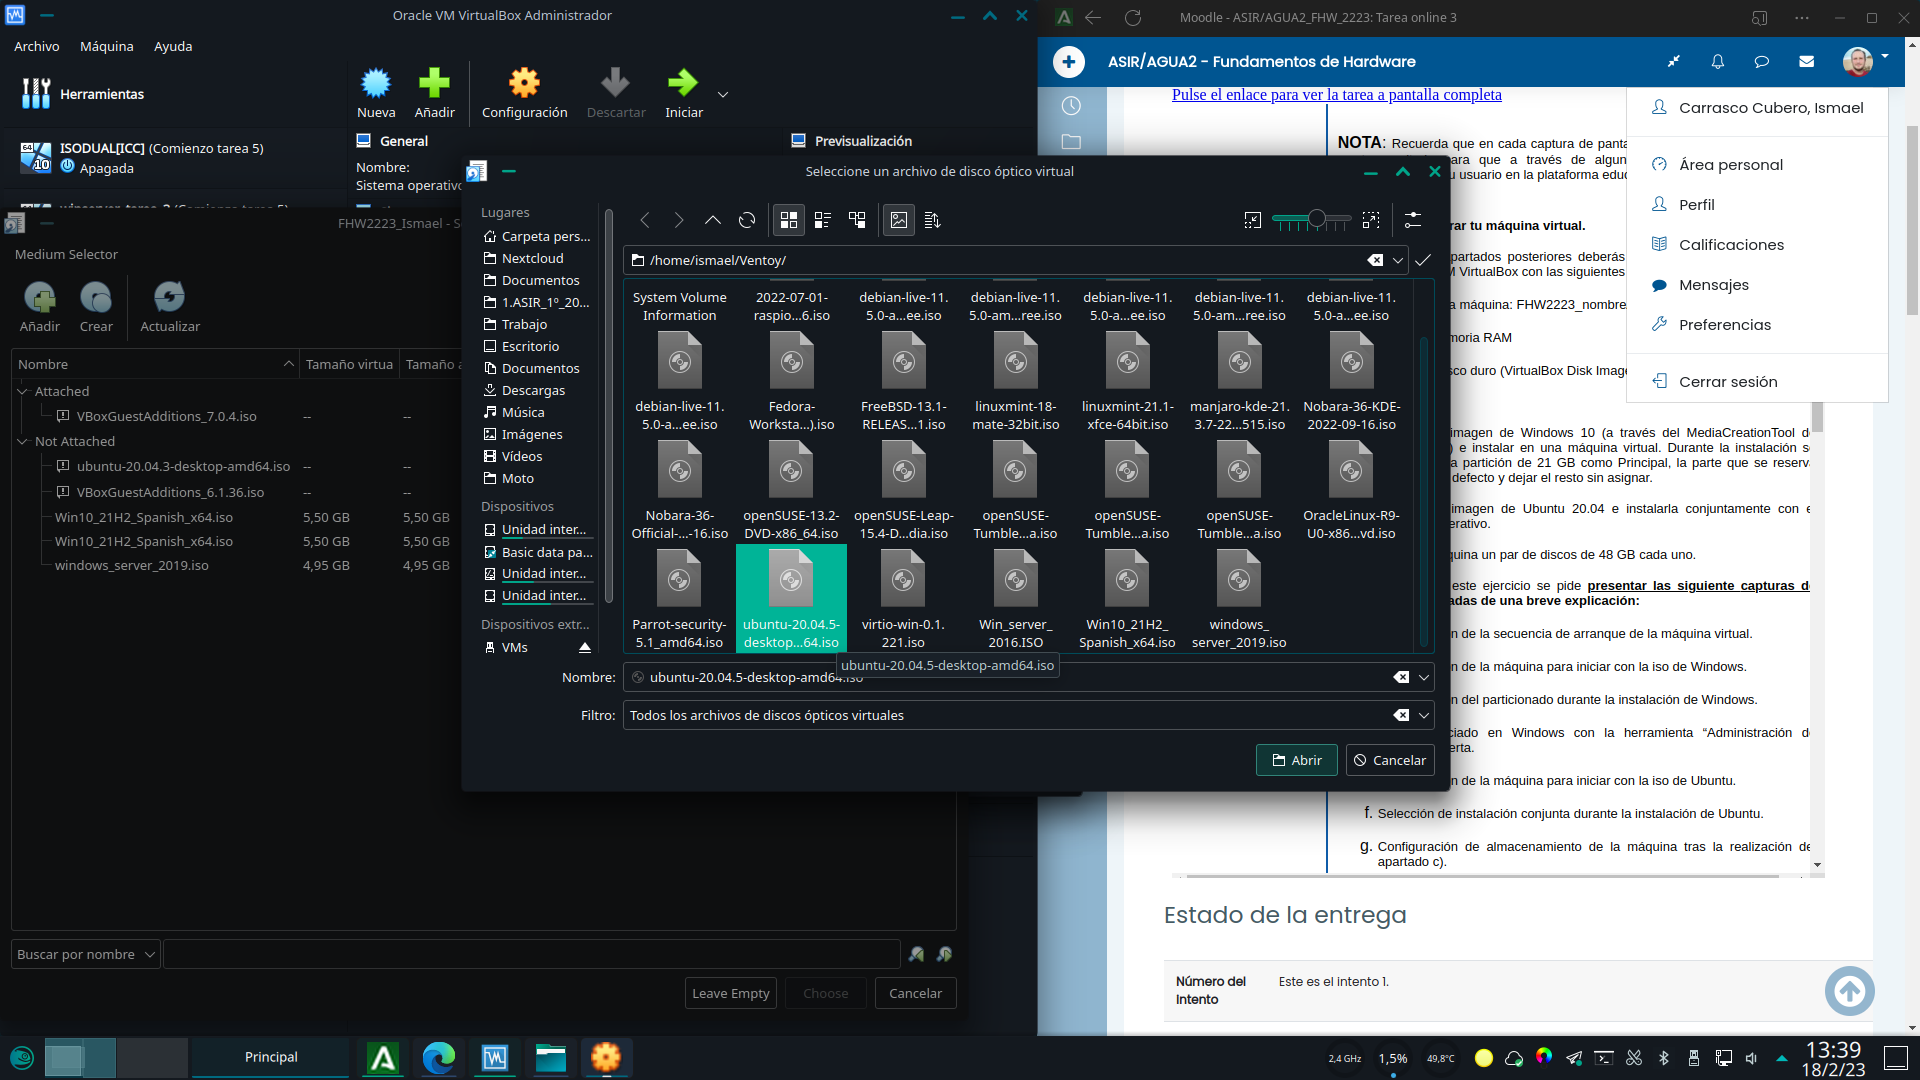 Oracle VM VirtualBox Administrador
Archivo Máquina Ayuda
Herramientas
Nueva Añadir Configuración Descartar Iniciar
ISODUAL[ICC] (Comienzo tarea 5)
Apagada
General
Nombre:
Sistema operativo
Previsualización
FHW2223_Ismael - S
Medium Selector
Añadir Crear Actualizar
Nombre Tamaño virtua Tamaño a
Attached
VBoxGuestAdditions_7.0.4.iso -- --
Not Attached
ubuntu-20.04.3-desktop-amd64.iso -- --
VBoxGuestAdditions_6.1.36.iso -- --
Win10_21H2_Spanish_x64.iso 5,50 GB 5,50 GB
Win10_21H2_Spanish_x64.iso 5,50 GB 5,50 GB
windows_server_2019.iso 4,95 GB 4,95 GB
Buscar por nombre
Leave Empty Choose Cancelar
Seleccione un archivo de disco óptico virtual
Lugares
Carpeta pers...
Nextcloud
Documentos
1.ASIR_1º_20...
Trabajo
Escritorio
Documentos
Descargas
Música
Imágenes
Vídeos
Moto
Dispositivos
Unidad inter...
Basic data pa...
Unidad inter...
Unidad inter...
Dispositivos extr...
VMs
/home/ismael/Ventoy/
System Volume Information
2022-07-01-raspio...6.iso
debian-live-11.5.0-a...ee.iso
debian-live-11.5.0-am...ree.iso
debian-live-11.5.0-a...ee.iso
debian-live-11.5.0-am...ree.iso
debian-live-11.5.0-a...ee.iso
debian-live-11.5.0-a...ee.iso
Fedora-Worksta...).iso
FreeBSD-13.1-RELEAS...1.iso
linuxmint-18-mate-32bit.iso
linuxmint-21.1-xfce-64bit.iso
manjaro-kde-21.3.7-22...515.iso
Nobara-36-KDE-2022-09-16.iso
Nobara-36-Official-...-16.iso
openSUSE-13.2-DVD-x86_64.iso
openSUSE-Leap-15.4-D...dia.iso
openSUSE-Tumble...a.iso
openSUSE-Tumble...a.iso
openSUSE-Tumble...a.iso
OracleLinux-R9-U0-x86...vd.iso
Parrot-security-5.1_amd64.iso
ubuntu-20.04.5-desktop...64.iso
virtio-win-0.1.221.iso
Win_server_2016.ISO
Win10_21H2_Spanish_x64.iso
windows_server_2019.iso
ubuntu-20.04.5-desktop-amd64.iso
Nombre: ubuntu-20.04.5-desktop-amd64.iso
Filtro: Todos los archivos de discos ópticos virtuales
Abrir Cancelar
Moodle - ASIR/AGUA2_FHW_2223: Tarea online 3
ASIR/AGUA2 - Fundamentos de Hardware
Pulse el enlace para ver la tarea a pantalla completa
NOTA: Recuerda que en cada captura de panta
ara que a través de algun
u usuario en la plataforma educ
rar tu máquina virtual.
partados posteriores deberás
M VirtualBox con las siguientes
a máquina: FHW2223_nombre
moria RAM
sco duro (VirtualBox Disk Image
Carrasco Cubero, Ismael
Área personal
Perfil
Calificaciones
Mensajes
Preferencias
Cerrar sesión
imagen de Windows 10 (a través del MediaCreationTool d
) e instalar en una máquina virtual. Durante la instalación s
a partición de 21 GB como Principal, la parte que se reserv
defecto y dejar el resto sin asignar.
imagen de Ubuntu 20.04 e instalarla conjuntamente con e
erativo.
quina un par de discos de 48 GB cada uno.
este ejercicio se pide presentar las siguiente capturas d
adas de una breve explicación:
n de la secuencia de arranque de la máquina virtual.
n de la máquina para iniciar con la iso de Windows.
n del particionado durante la instalación de Windows.
ciado en Windows con la herramienta “Administración d
erta.
n de la máquina para iniciar con la iso de Ubuntu.
f. Selección de instalación conjunta durante la instalación de Ubuntu.
g. Configuración de almacenamiento de la máquina tras la realización de
apartado c).
Estado de la entrega
Número del Intento Este es el intento 1.
Principal
2,4 GHz 1,5% 49,8°C
13:39
18/2/23